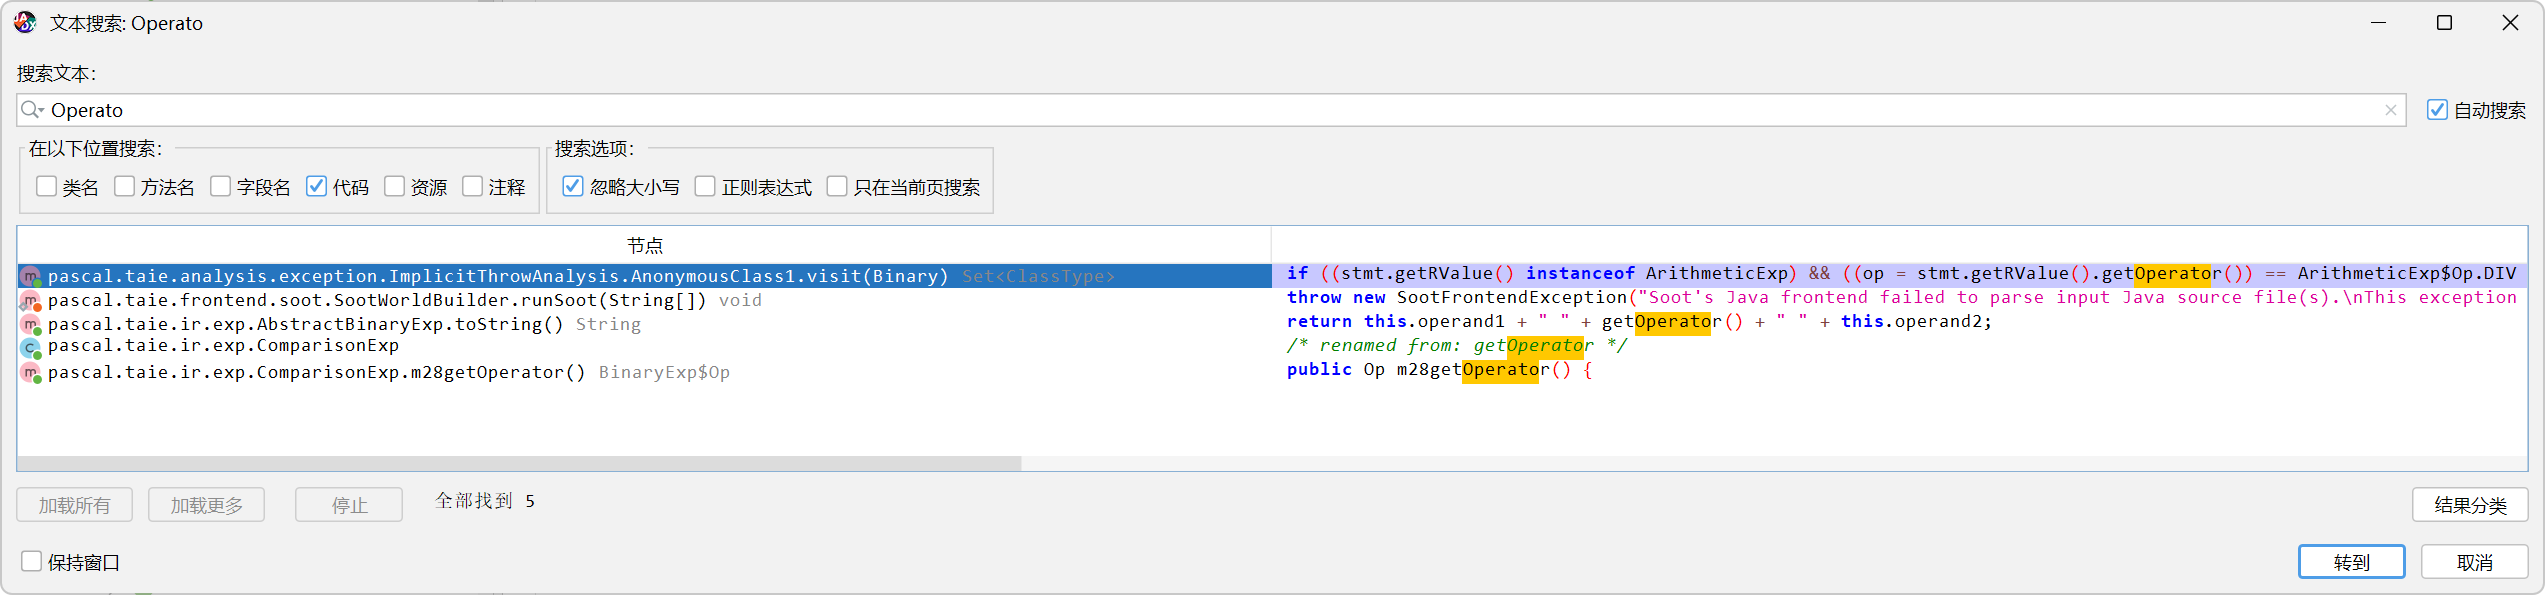 文本搜索: Operato
搜索文本:
Operato
自动搜索
在以下位置搜索:
类名 方法名 字段名 代码 资源 注释
搜索选项:
忽略大小写 正则表达式 只在当前页搜索
节点
pascal.taie.analysis.exception.ImplicitThrowAnalysis.AnonymousClass1.visit(Binary) Set<ClassType> if ((stmt.getRValue() instanceof ArithmeticExp) && ((op = stmt.getRValue().getOperator()) == ArithmeticExp$Op.DIV
pascal.taie.frontend.soot.SootWorldBuilder.runSoot(String[]) void throw new SootFrontendException("Soot's Java frontend failed to parse input Java source file(s).\nThis exception
pascal.taie.ir.exp.AbstractBinaryExp.toString() String return this.operand1 + " " + getOperator() + " " + this.operand2;
pascal.taie.ir.exp.ComparisonExp /* renamed from: getOperator */
pascal.taie.ir.exp.ComparisonExp.m28getOperator() BinaryExp$Op public Op m28getOperator() {
加载所有 加载更多 停止 全部找到 5 结果分类
保持窗口 转到 取消